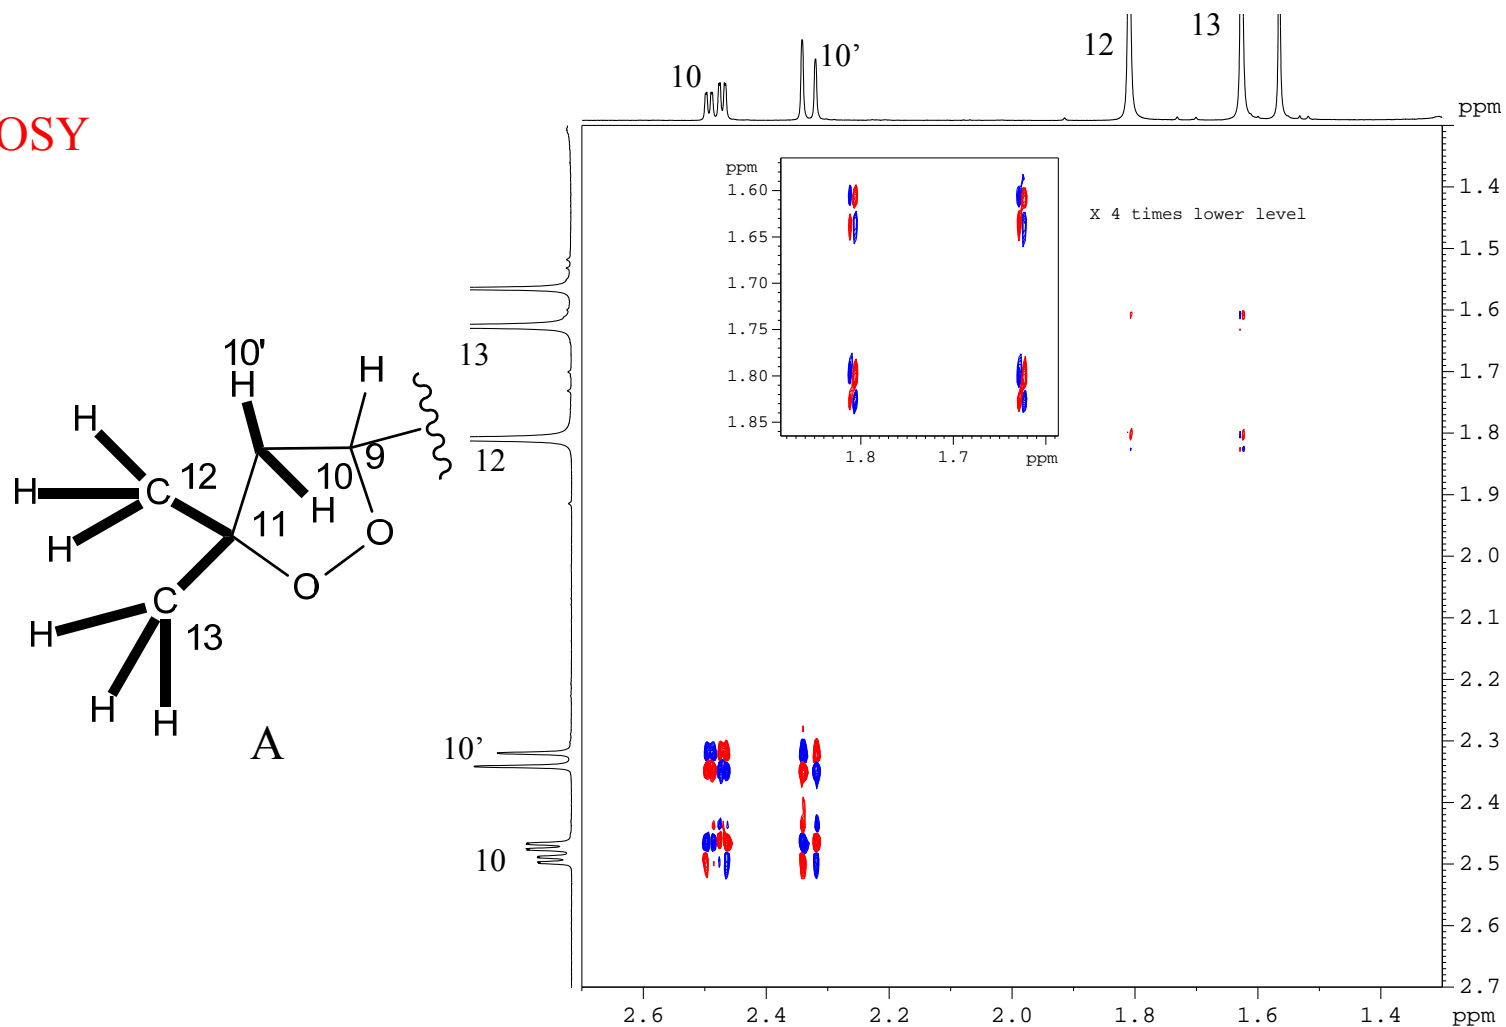 OSY
10
10’
12
13
ppm
ppm
1.60
1.65
1.70
1.75
1.80
1.85
1.8
1.7
ppm
X 4 times lower level
1.4
1.5
1.6
1.7
1.8
1.9
2.0
2.1
2.2
2.3
2.4
2.5
2.6
2.7
13
12
10’
10
10'
H
H
H
12
H
C
10
9
H
11
O
H
O
C
H
13
H
H
A
2.6
2.4
2.2
2.0
1.8
1.6
1.4
ppm